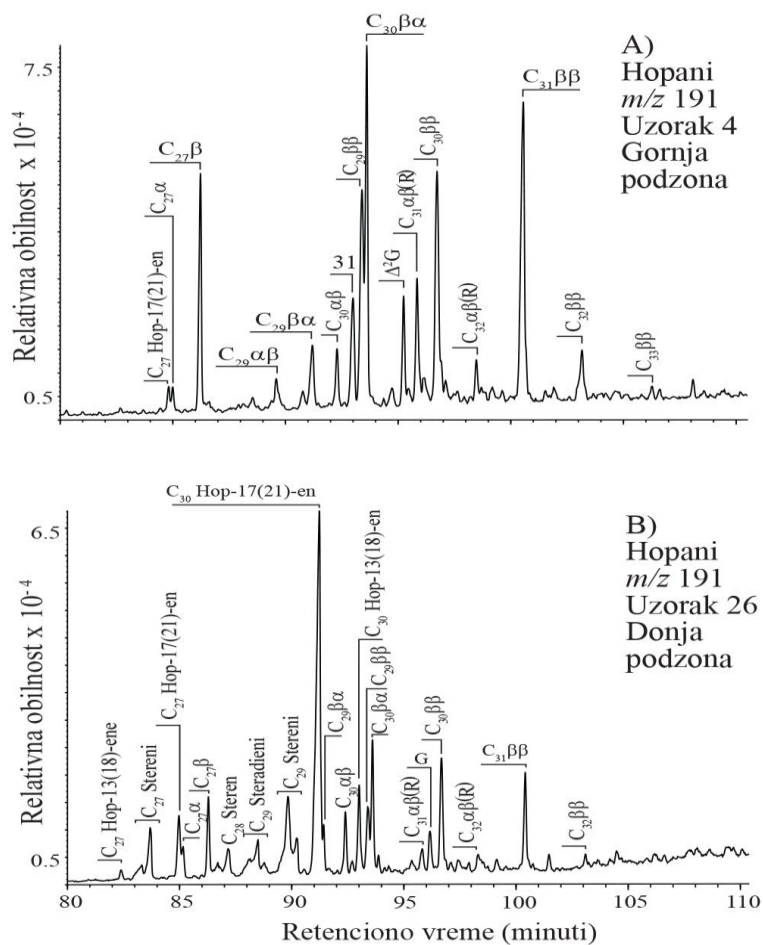 A)
Hopani
m/z 191
Uzorak 4
Gornja
podzona
Relativna obilnost x 10⁻⁴
7.5
0.5
C₂₇ Hop-17(21)-en
C₂₇α
C₂₇β
C₂₉αβ
C₂₉βα
C₃₀αβ
31
C₂₉ββ
C₃₀βα
Δ²G
C₃₁αβ(R)
C₃₀ββ
C₃₂αβ(R)
C₃₁ββ
C₃₂ββ
C₃₃ββ
B)
Hopani
m/z 191
Uzorak 26
Donja
podzona
Relativna obilnost x 10⁻⁴
6.5
0.5
C₂₇ Hop-13(18)-ene
C₂₇ Stereni
C₂₇ Hop-17(21)-en
C₂₇α
C₂₇β
C₂₈ Steren
C₂₉ Steradieni
C₂₉ Stereni
C₃₀ Hop-17(21)-en
C₂₉βα
C₃₀αβ
C₃₀ Hop-13(18)-en
C₂₉ββ
C₃₀βα
C₃₁αβ(R)
G
C₃₀ββ
C₃₂αβ(R)
C₃₁ββ
C₃₂ββ
80 85 90 95 100 105 110
Retenciono vreme (minuti)